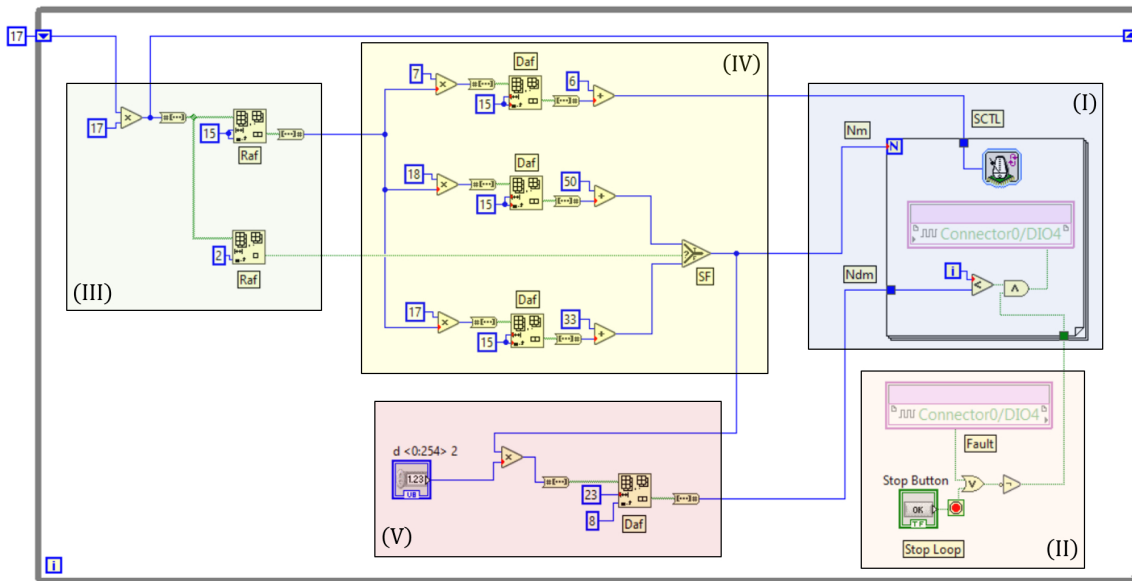 17
17
15
Raf
2
Raf
(III)
(IV)
7
Daf
15
6
18
Daf
15
50
17
Daf
15
33
SF
(I)
SCTL
Nm
N
Connector0/DIO4
Ndm
i
<
(II)
Connector0/DIO4
Fault
Stop Button
OK
TF
Stop Loop
d <0:254> 2
1.23
U8
23
8
Daf
(V)
i